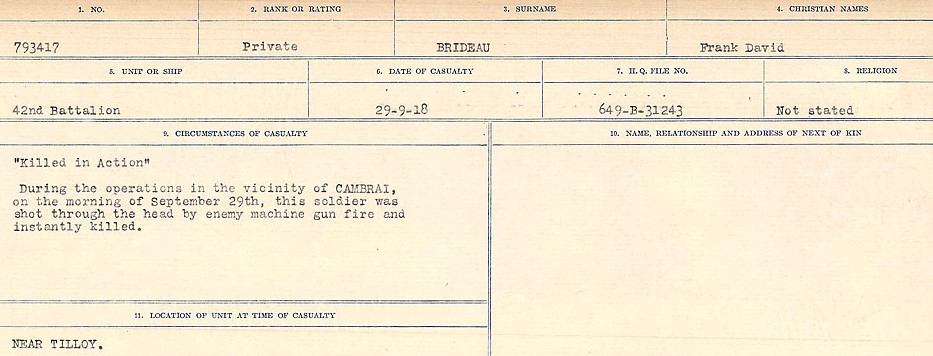 1. NO. 2. RANK OR RATING 3. SURNAME 4. CHRISTIAN NAMES
793417 Private BRIDEAU Frank David
5. UNIT OR SHIP 6. DATE OF CASUALTY 7. H.Q. FILE NO. 8. RELIGION
42nd Battalion 29-9-18 649-B-31243 Not stated
9. CIRCUMSTANCES OF CASUALTY 10. NAME, RELATIONSHIP AND ADDRESS OF NEXT OF KIN
"Killed in Action"
During the operations in the vicinity of CAMBRAI,
on the morning of September 29th, this soldier was
shot through the head by enemy machine gun fire and
instantly killed.
11. LOCATION OF UNIT AT TIME OF CASUALTY
NEAR TILLOY.